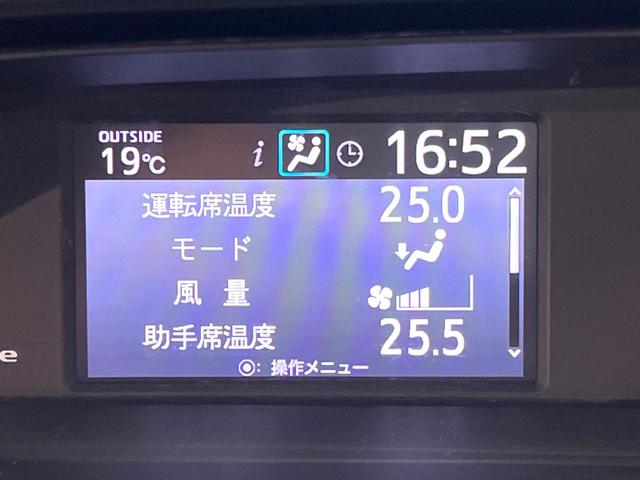 OUTSIDE
19℃ i 16:52
運転席温度 25.0
モード
風量
助手席温度 25.5
◉: 操作メニュー
e